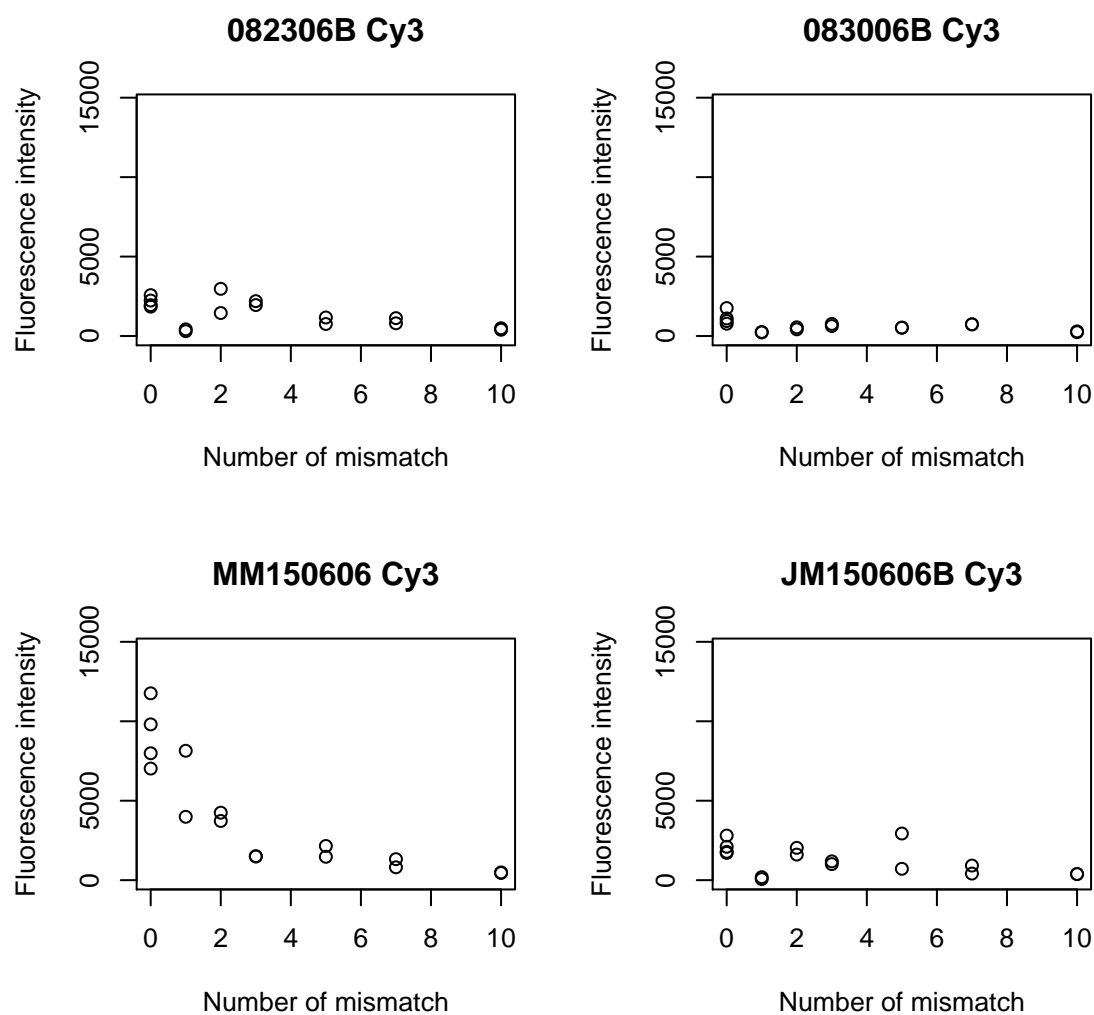 082306B Cy3
Fluorescence intensity
15000
5000
0
0 2 4 6 8 10
Number of mismatch
083006B Cy3
Fluorescence intensity
15000
5000
0
0 2 4 6 8 10
Number of mismatch
MM150606 Cy3
Fluorescence intensity
15000
5000
0
0 2 4 6 8 10
Number of mismatch
JM150606B Cy3
Fluorescence intensity
15000
5000
0
0 2 4 6 8 10
Number of mismatch